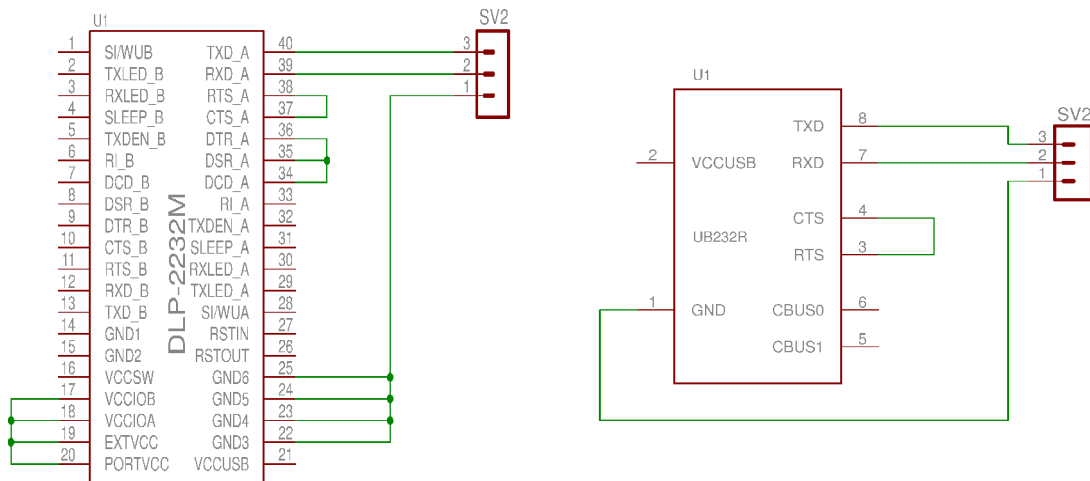 U1
SV2
1 SI/WUB TXD_A 40 3
2 TXLED_B RXD_A 39 2
3 RXLED_B RTS_A 38 1
4 SLEEP_B CTS_A 37
5 TXDEN_B DTR_A 36
6 RI_B DSR_A 35
7 DCD_B DCD_A 34
8 DSR_B RI_A 33
9 DTR_B TXDEN_A 32
10 CTS_B SLEEP_A 31
11 RTS_B RXLED_A 30
12 RXD_B TXLED_A 29
13 TXD_B SI/WUA 28
14 GND1 RSTIN 27
15 GND2 RSTOUT 26
16 VCCSW GND6 25
17 VCCIOB GND5 24
18 VCCIOA GND4 23
19 EXTVCC GND3 22
20 PORTVCC VCCUSB 21
DLP-2232M
U1
SV2
TXD 8 3
2 VCCUSB RXD 7 2
1
CTS 4
UB232R
RTS 3
1 GND CBUS0 6
CBUS1 5